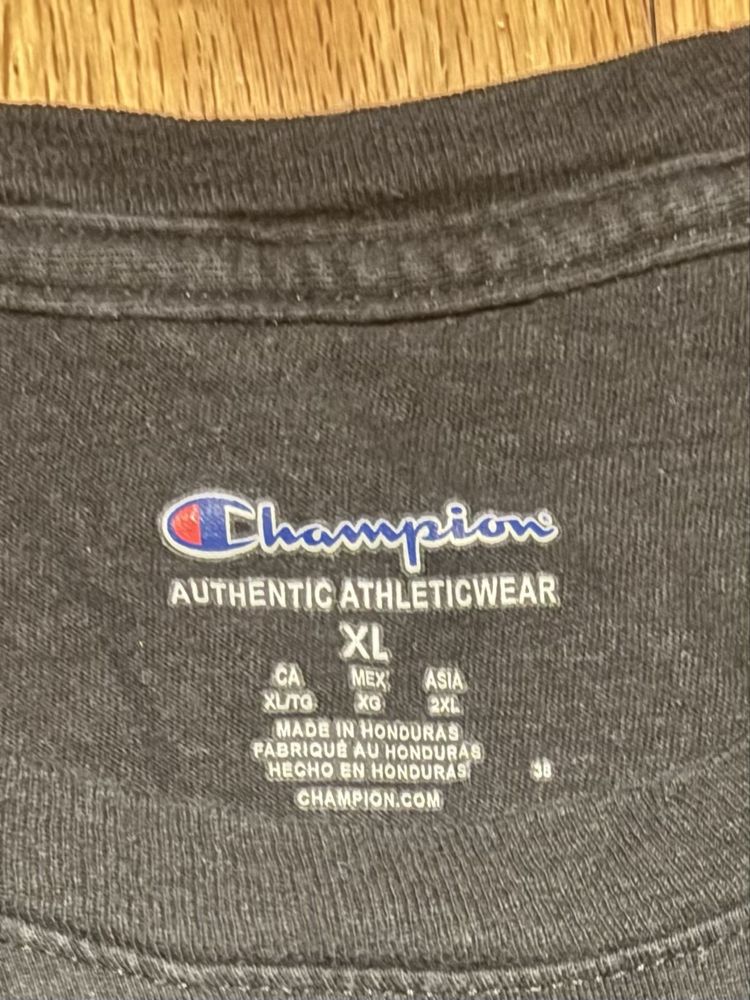 Champion
AUTHENTIC ATHLETICWEAR
XL
CA MEX ASIA
XL/TG XG 2XL
MADE IN HONDURAS
FABRIQUÉ AU HONDURAS
HECHO EN HONDURAS 38
CHAMPION.COM